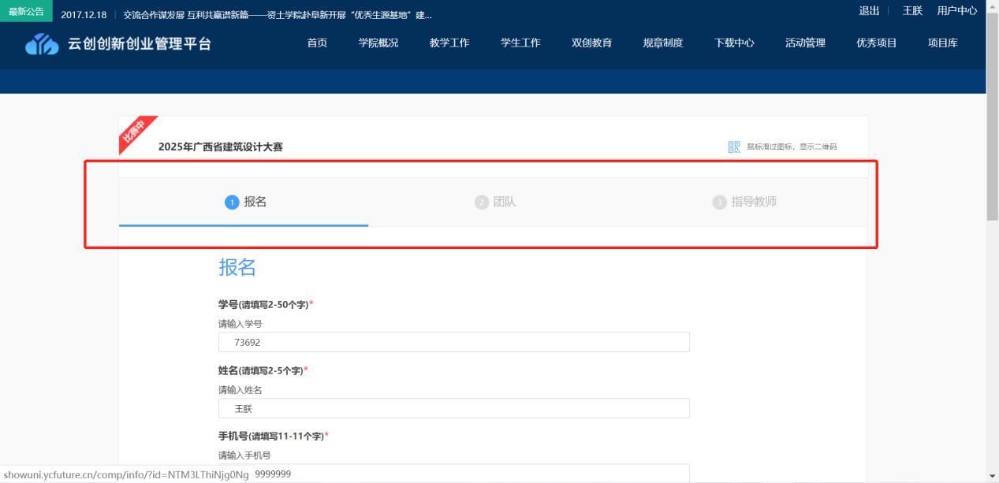 最新公告 2017.12.18 交流合作谋发展 互利共赢谱新篇——资土学院赴阜新开展“优秀生源基地”建... 退出 王朕 用户中心
云创创新创业管理平台 首页 学院概况 教学工作 学生工作 双创教育 规章制度 下载中心 活动管理 优秀项目 项目库
比赛中
2025年广西省建筑设计大赛 鼠标滑过图标，显示二维码
1 报名 2 团队 3 指导教师
报名
学号(请填写2-50个字)*
请输入学号
73692
姓名(请填写2-5个字)*
请输入姓名
王朕
手机号(请填写11-11个字)*
请输入手机号
9999999
showuni.ycfuture.cn/comp/info/?id=NTM3LThiNjg0Ng